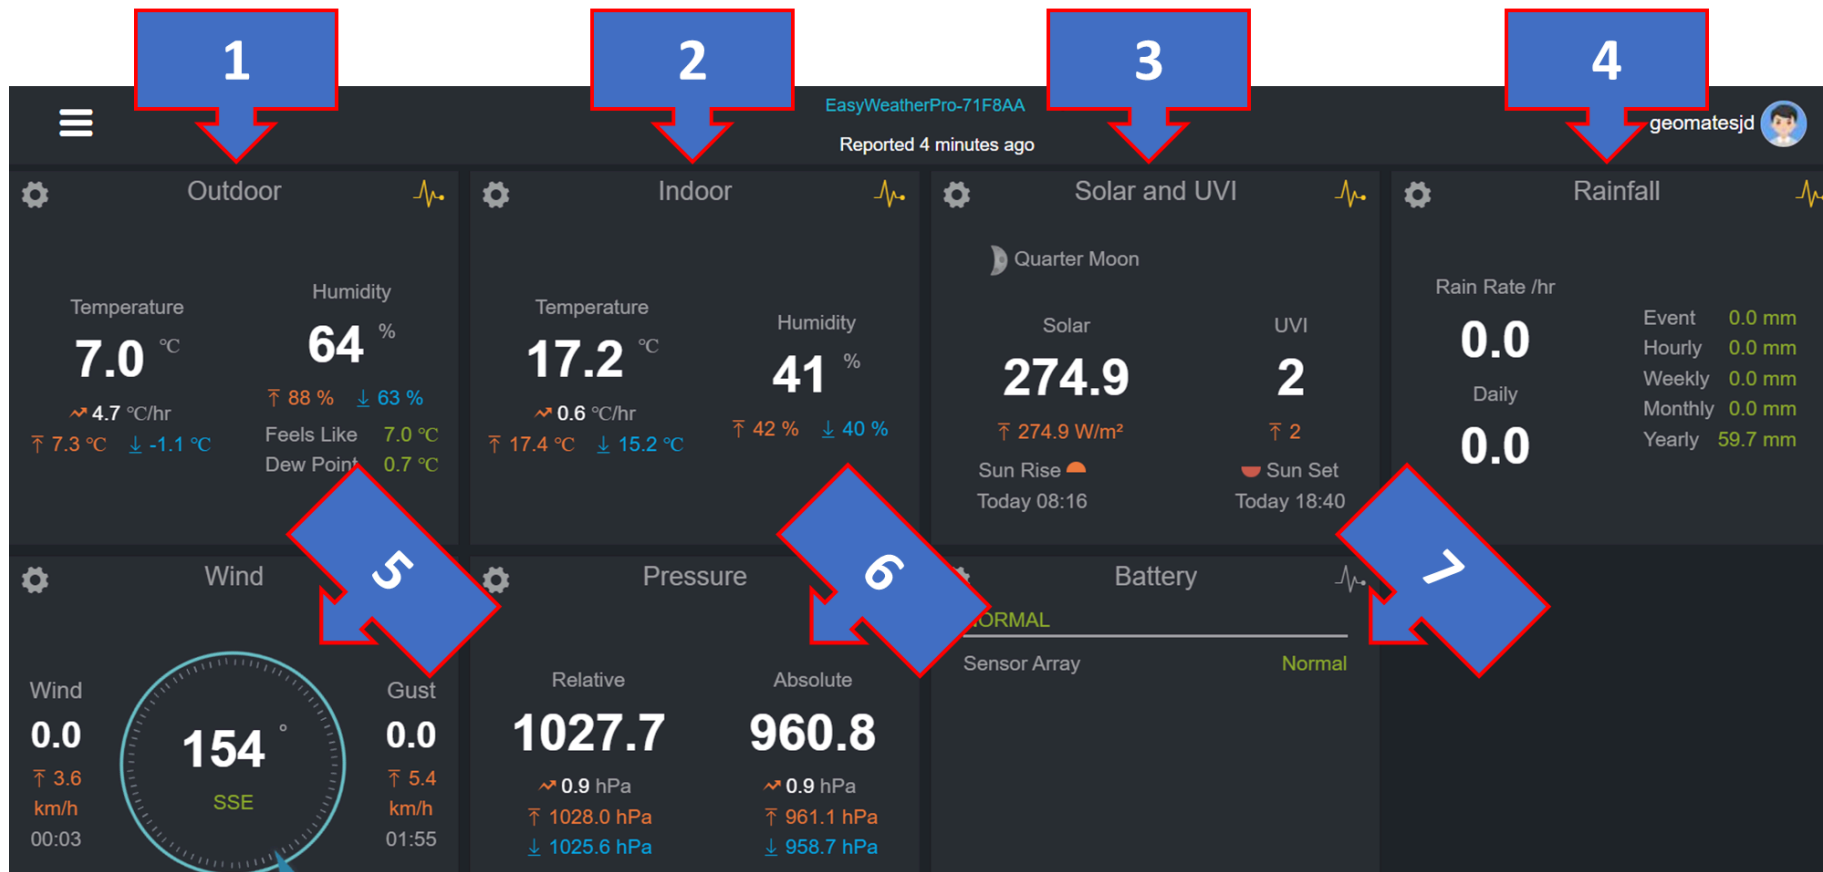 1
2
3
4
EasyWeatherPro-71F8AA
Reported 4 minutes ago
geomatesjd
Outdoor
Temperature
7.0 °C
4.7 °C/hr
7.3 °C -1.1 °C
Humidity
64 %
88 % 63 %
Feels Like 7.0 °C
Dew Point 0.7 °C
Indoor
Temperature
17.2 °C
0.6 °C/hr
17.4 °C 15.2 °C
Humidity
41 %
42 % 40 %
Solar and UVI
Quarter Moon
Solar
274.9
274.9 W/m²
UVI
2
2
Sun Rise
Today 08:16
Sun Set
Today 18:40
Rainfall
Rain Rate /hr
0.0
Daily
0.0
Event 0.0 mm
Hourly 0.0 mm
Weekly 0.0 mm
Monthly 0.0 mm
Yearly 59.7 mm
5
6
7
Wind
Wind
0.0
3.6
km/h
00:03
154 °
SSE
Gust
0.0
5.4
km/h
01:55
Pressure
Relative
1027.7
0.9 hPa
1028.0 hPa
1025.6 hPa
Absolute
960.8
0.9 hPa
961.1 hPa
958.7 hPa
Battery
NORMAL
Sensor Array Normal